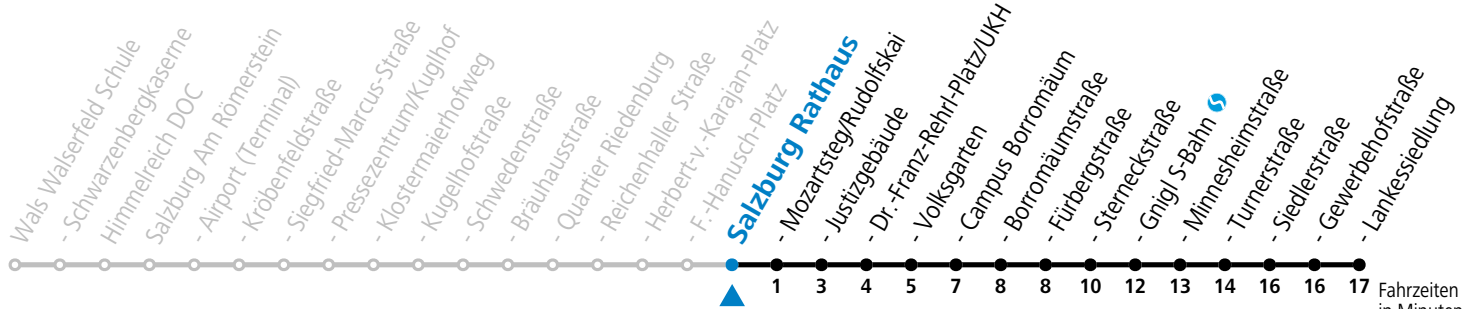 Wals Walserfeld Schule
- Schwarzenbergkaserne
Himmelreich DOC
Salzburg Am Römerstein
- Airport (Terminal)
- Kröbenfeldstraße
- Siegfried-Marcus-Straße
- Pressezentrum/Kuglhof
- Klostermaierhofweg
- Kugelhofstraße
- Schwedenstraße
- Bräuhausstraße
- Quartier Riedenburg
- Reichenhaller Straße
- Herbert-v.-Karajan-Platz
- F.-Hanusch-Platz
Salzburg Rathaus
- Mozartsteg/Rudolfskai
- Justizgebäude
- Dr.-Franz-Rehrl-Platz/UKH
- Volksgarten
- Campus Borromäum
- Borromäumstraße
- Fürbergstraße
- Sterneckstraße
- Gnigl S-Bahn
- Minnesheimstraße
- Turnerstraße
- Siedlerstraße
- Gewerbehofstraße
- Lankessiedlung
1 3 4 5 7 8 8 10 12 13 14 16 16 17
Fahrzeiten
in Minuten